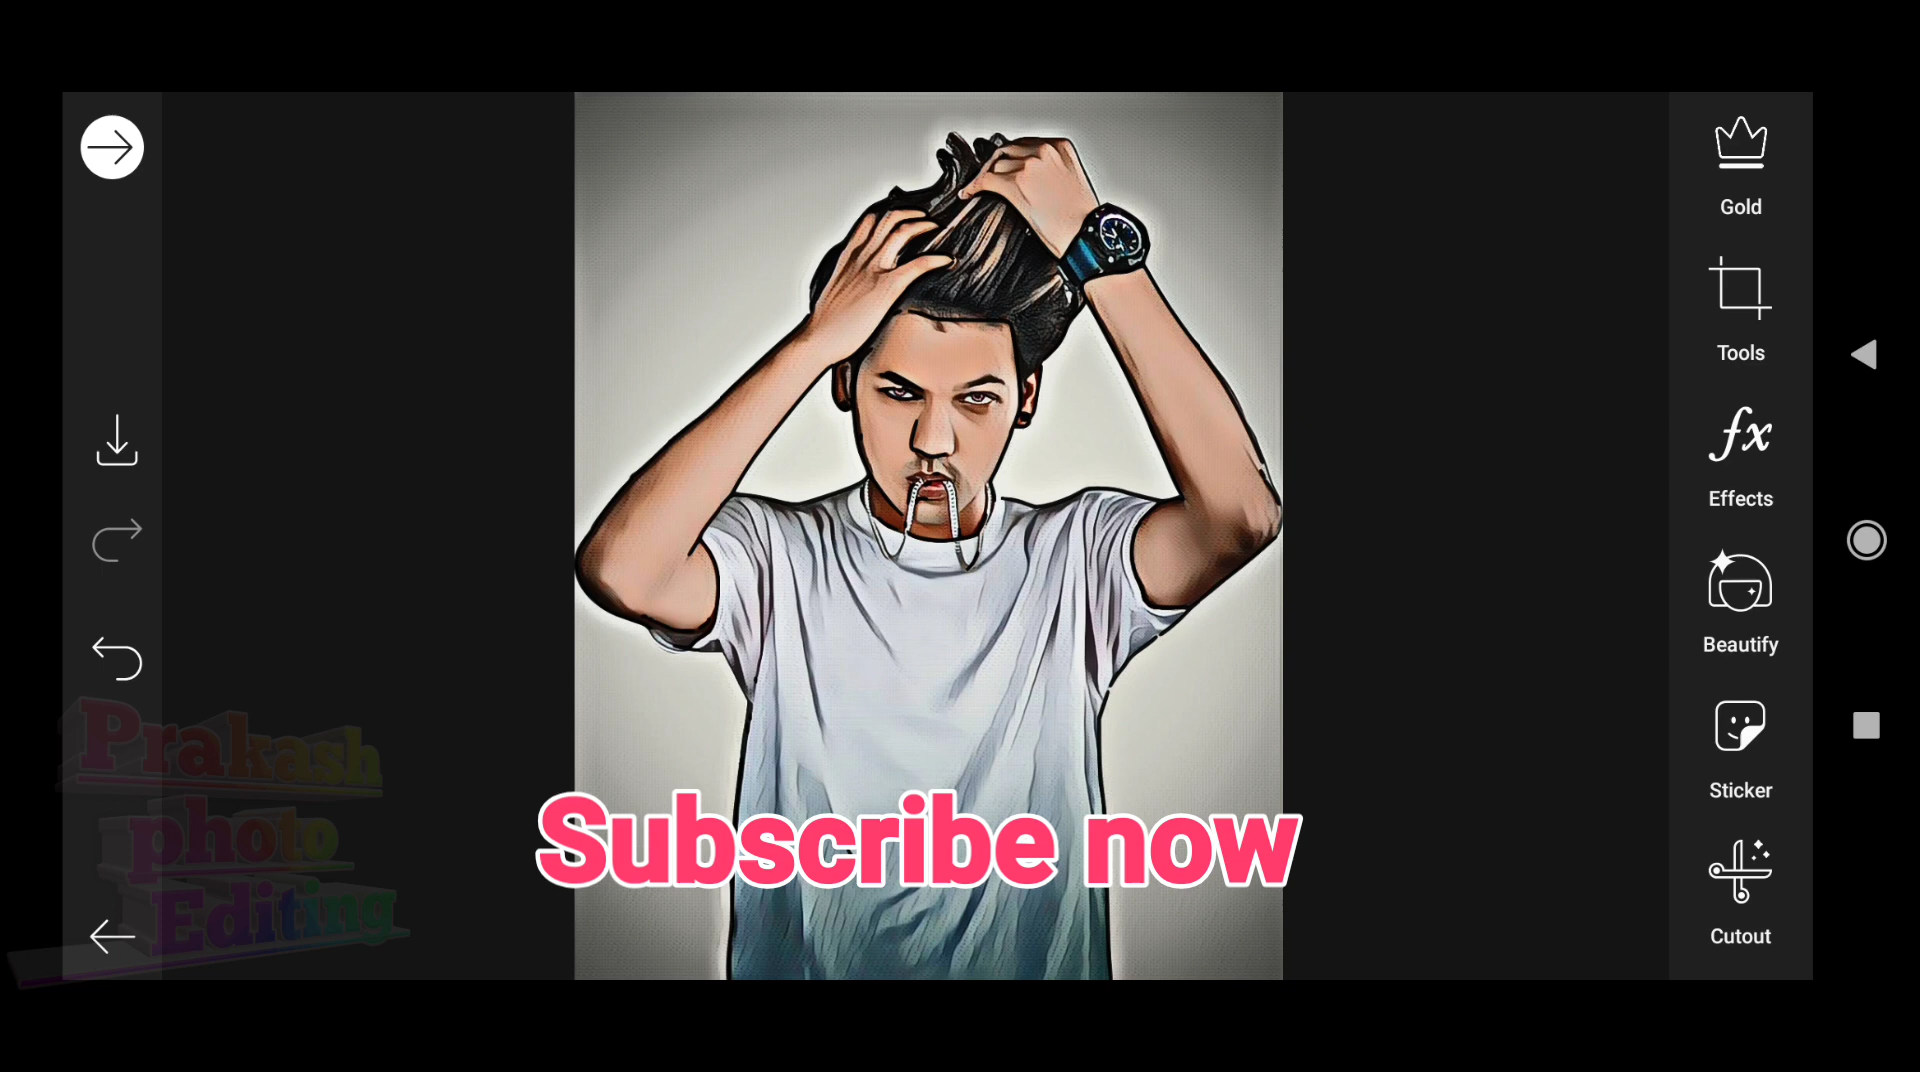 Gold
Tools
Effects
Beautify
Sticker
Cutout
Prakash
photo
Editing
Subscribe now